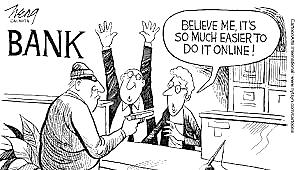 BANK
BELIEVE ME, IT'S
SO MUCH EASIER TO
DO IT ONLINE!